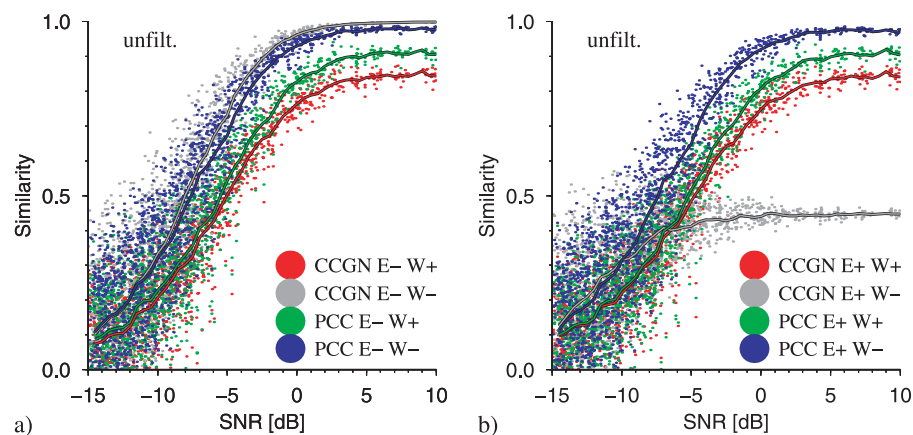 1.0
unfilt.
Similarity
0.5
CCGN E− W+
CCGN E− W−
PCC E− W+
PCC E− W−
0.0
−15 −10 −5 0 5 10
SNR [dB]
a)
1.0
unfilt.
Similarity
0.5
CCGN E+ W+
CCGN E+ W−
PCC E+ W+
PCC E+ W−
0.0
−15 −10 −5 0 5 10
SNR [dB]
b)